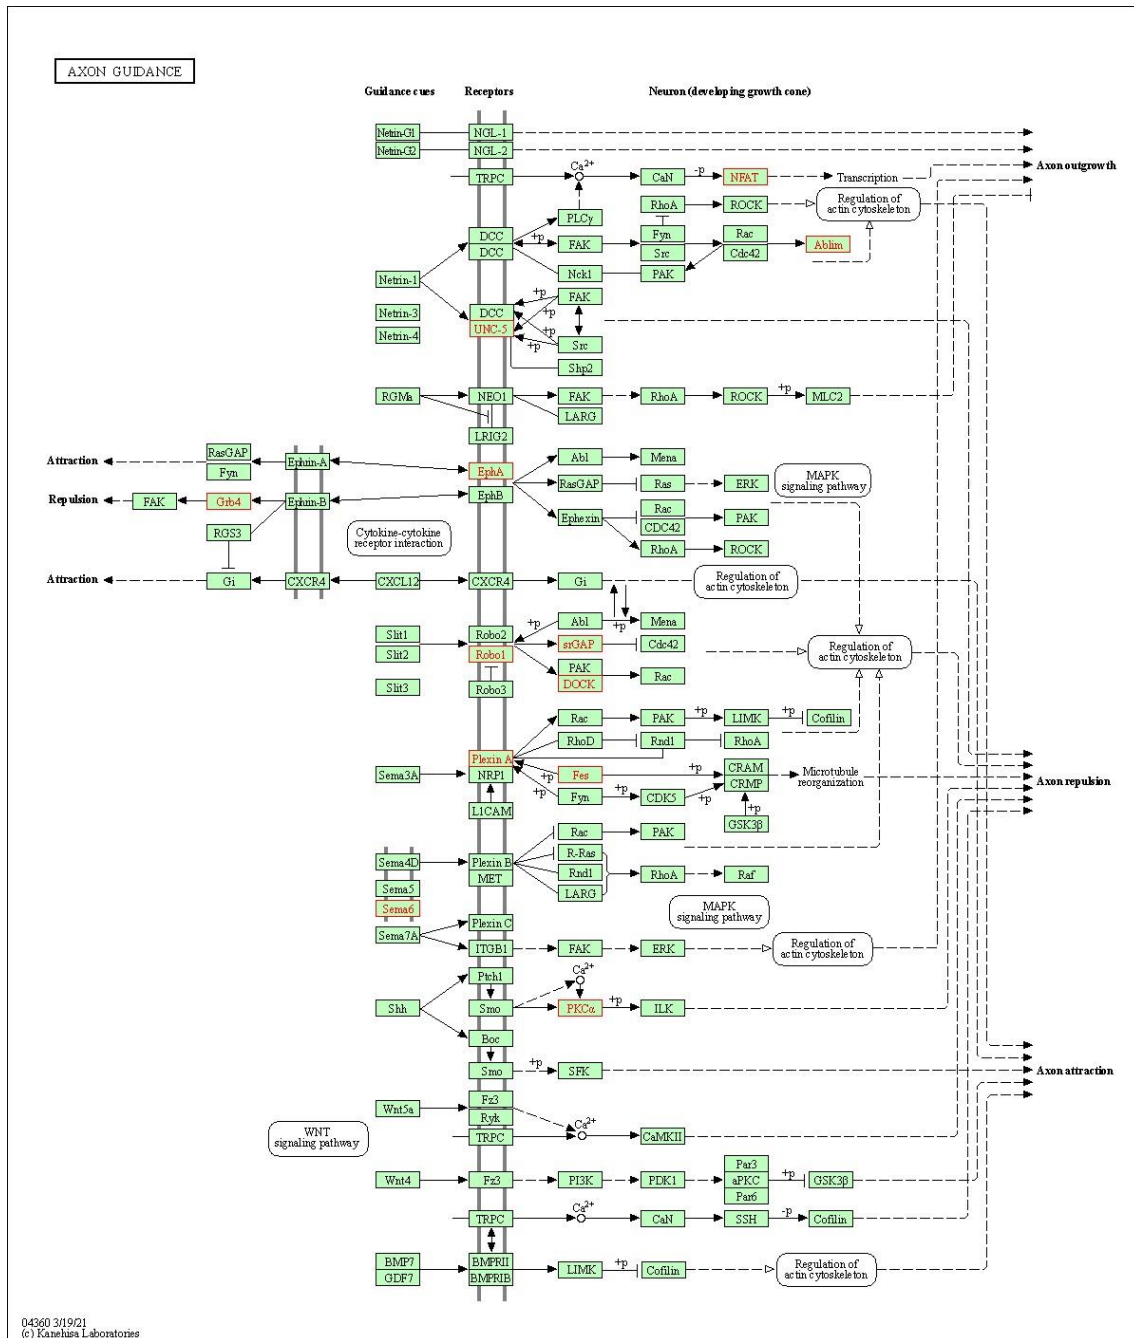 AXON GUIDANCE
Guidance cues Receptors Neuron (developing growth cone)
Netrin-G1 NGL-1
Netrin-G2 NGL-2
Axon outgrowth
TRPC Ca2+ CaN -p NFAT Transcription
RhoA ROCK Regulation of
actin cytoskeleton
PLCγ
DCC +p FAK Fyn Rac Ablim
DCC Src Cdc42
Netrin-1 Nck1 PAK
+p FAK
Netrin-3 DCC +p
UNC-5 +p
Netrin-4 +p Src
Shp2
RGMa NEO1 FAK RhoA ROCK +p MLC2
LARG
LRIG2
RasGAP Abl Mena
Attraction Fyn Ephrin-A EphA MAPK
signaling pathway
RasGAP Ras ERK
Repulsion FAK Grb4 Ephrin-B EphB
Rac
Ephexin CDC42 PAK
RGS3 Cytokine-cytokine
receptor interaction
RhoA ROCK
Attraction Gi CXCR4 CXCL12 CXCR4 Gi Regulation of
actin cytoskeleton
+p Abl +p Mena
Slit1 Robo2
Slit2 Robo1 srGAP Cdc42 Regulation of
actin cytoskeleton
PAK
DOCK Rac
Slit3 Robo3
Rac PAK +p LIMK +p Cofilin
RhoD Rnd1 RhoA
Plexin A
Sema3A NRP1 +p Fes +p CRAM Microtubule
reorganization
CRMP
Axon repulsion
+p Fyn +p CDK5 +p +p
L1CAM GSK3β
Rac PAK
Sema4D Plexin B R-Ras
MET Rnd1 RhoA Raf
Sema5 LARG
Sema6 MAPK
signaling pathway
Plexin C
Sema7A ITGB1 FAK ERK Regulation of
actin cytoskeleton
Ptch1 Ca2+
Shh Smo PKCα +p ILK
Boc
Smo +p SFK Axon attraction
Fz3
Wnt5a Ryk Ca2+
WNT
signaling pathway
TRPC CaMKII
Par3
Wnt4 Fz3 PI3K PDK1 aPKC +p GSK3β
Par6
TRPC Ca2+ CaN SSH -p Cofilin
BMP7 BMPRII LIMK +p Cofilin Regulation of
actin cytoskeleton
GDF7 BMPRIB
04360 3/19/21
(c) Kanehisa Laboratories